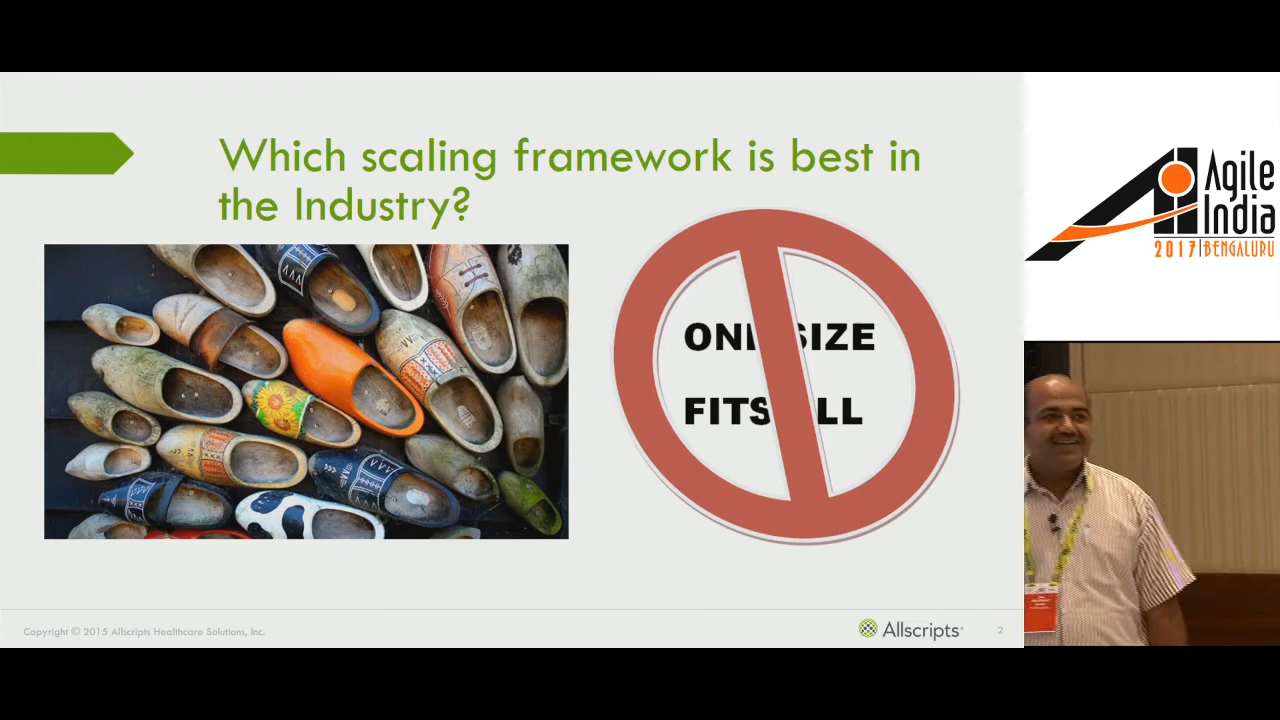 Which scaling framework is best in
the Industry?
ONE SIZE
FITS ALL
Copyright © 2015 Allscripts Healthcare Solutions, Inc.
Allscripts
2
Agile
India
2017 | BENGALURU